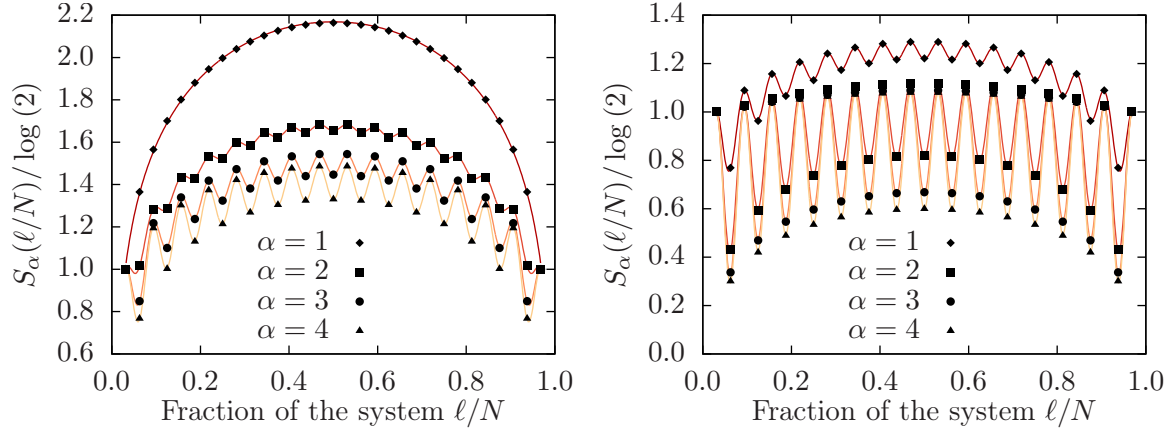 2.2
2.0
1.8
1.6
1.4
1.2
1.0
0.8
0.6
S_α(ℓ/N)/ log (2)
α = 1
α = 2
α = 3
α = 4
0.0 0.2 0.4 0.6 0.8 1.0
Fraction of the system ℓ/N
1.4
1.2
1.0
0.8
0.6
0.4
0.2
0.0
S_α(ℓ/N)/ log (2)
α = 1
α = 2
α = 3
α = 4
0.0 0.2 0.4 0.6 0.8 1.0
Fraction of the system ℓ/N